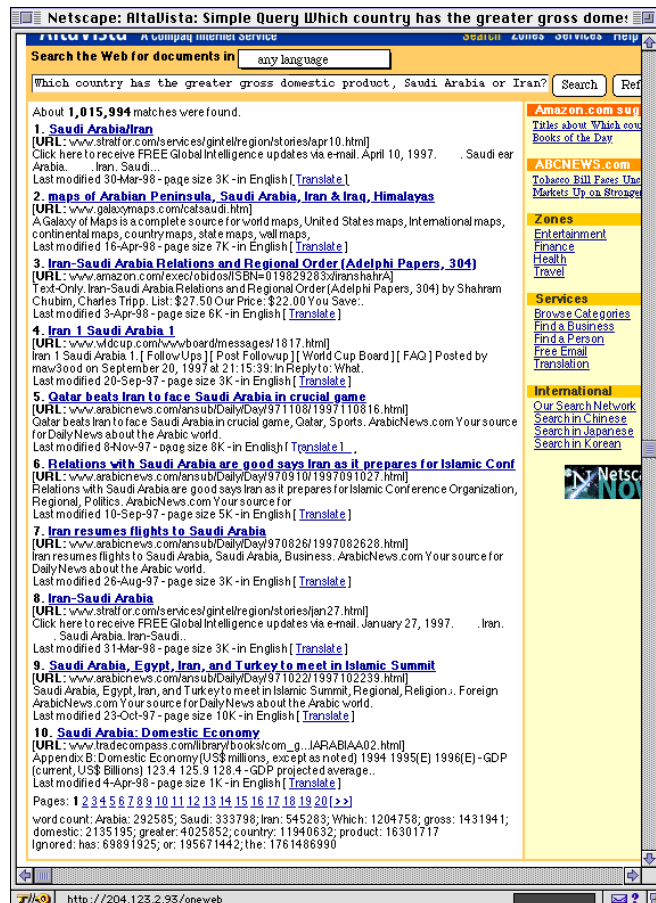 Netscape: AltaVista: Simple Query Which country has the greater gross domes
AltaVista A Compaq Internet Service Search Zones Services Help
Search the Web for documents in any language
Which country has the greater gross domestic product, Saudi Arabia or Iran? Search Ref
About 1,015,994 matches were found.
1. Saudi Arabia/Iran
[URL: www.stratfor.com/services/gintel/region/stories/apr10.html]
Click here to receive FREE Global Intelligence updates via e-mail. April 10, 1997. . Saudi ear
Arabia. . Iran. Saudi...
Last modified 30-Mar-98 - page size 3K - in English [ Translate ]
2. maps of Arabian Peninsula, Saudi Arabia, Iran & Iraq, Himalayas
[URL: www.galaxymaps.com/catsaudi.htm]
A Galaxy of Maps is a complete source for world maps, United States maps, International maps,
continental maps, country maps, state maps, wall maps,
Last modified 16-Apr-98 - page size 7K - in English [ Translate ]
3. Iran-Saudi Arabia Relations and Regional Order (Adelphi Papers, 304)
[URL: www.amazon.com/exec/obidos/ISBN=019829283x/iranshahrA]
Text-Only. Iran-Saudi Arabia Relations and Regional Order (Adelphi Papers, 304) by Shahram
Chubim, Charles Tripp. List: $27.50 Our Price: $22.00 You Save:.
Last modified 3-Apr-98 - page size 6K - in English [ Translate ]
4. Iran 1 Saudi Arabia 1
[URL: www.wldcup.com/wwwboard/messages/1817.html]
Iran 1 Saudi Arabia 1. [ Follow Ups ] [ Post Followup ] [ World Cup Board ] [ FAQ ] Posted by
maw3ood on September 20, 1997 at 21:15:39: In Reply to: What.
Last modified 20-Sep-97 - page size 3K - in English [ Translate ]
5. Qatar beats Iran to face Saudi Arabia in crucial game
[URL: www.arabicnews.com/ansub/Daily/Day/971108/1997110816.html]
Qatar beats Iran to face Saudi Arabia in crucial game, Qatar, Sports. ArabicNews.com Your source
for Daily News about the Arabic world.
Last modified 8-Nov-97 - page size 8K - in English [ Translate ]
6. Relations with Saudi Arabia are good says Iran as it prepares for Islamic Conf
[URL: www.arabicnews.com/ansub/Daily/Day/970910/1997091027.html]
Relations with Saudi Arabia are good says Iran as it prepares for Islamic Conference Organization,
Regional, Politics. ArabicNews.com Your source for
Last modified 10-Sep-97 - page size 5K - in English [ Translate ]
7. Iran resumes flights to Saudi Arabia
[URL: www.arabicnews.com/ansub/Daily/Day/970826/1997082628.html]
Iran resumes flights to Saudi Arabia, Saudi Arabia, Business. ArabicNews.com Your source for
Daily News about the Arabic world.
Last modified 26-Aug-97 - page size 3K - in English [ Translate ]
8. Iran-Saudi Arabia
[URL: www.stratfor.com/services/gintel/region/stories/jan27.html]
Click here to receive FREE Global Intelligence updates via e-mail. January 27, 1997. . Iran.
. Saudi Arabia. Iran-Saudi..
Last modified 31-Mar-98 - page size 3K - in English [ Translate ]
9. Saudi Arabia, Egypt, Iran, and Turkey to meet in Islamic Summit
[URL: www.arabicnews.com/ansub/Daily/Day/971022/1997102239.html]
Saudi Arabia, Egypt, Iran, and Turkey to meet in Islamic Summit, Regional, Religion.. Foreign
ArabicNews.com Your source for Daily News about the Arabic world.
Last modified 23-Oct-97 - page size 10K - in English [ Translate ]
10. Saudi Arabia: Domestic Economy
[URL: www.tradecompass.com/library/books/com_g...IARABIAA02.html]
Appendix B: Domestic Economy (US$ millions, except as noted) 1994 1995(E) 1996(E) - GDP
(current, US$ Billions) 123.4 125.9 128.4 - GDP projected average..
Last modified 4-Apr-98 - page size 1K - in English [ Translate ]
Pages: 1 2 3 4 5 6 7 8 9 10 11 12 13 14 15 16 17 18 19 20 [>>]
word count: Arabia: 292585; Saudi: 333798; Iran: 545283; Which: 1204758; gross: 1431941;
domestic: 2135195; greater: 4025852; country: 11940632; product: 16301717
Ignored: has: 69891925; or: 195671442; the: 1761486990
Amazon.com sug
Titles about Which cou
Books of the Day
ABCNEWS.com
Tobacco Bill Faces Unc
Markets Up on Stronger
Zones
Entertainment
Finance
Health
Travel
Services
Browse Categories
Find a Business
Find a Person
Free Email
Translation
International
Our Search Network
Search in Chinese
Search in Japanese
Search in Korean
Netsc
NOW
http://204.123.2.93/oneweb